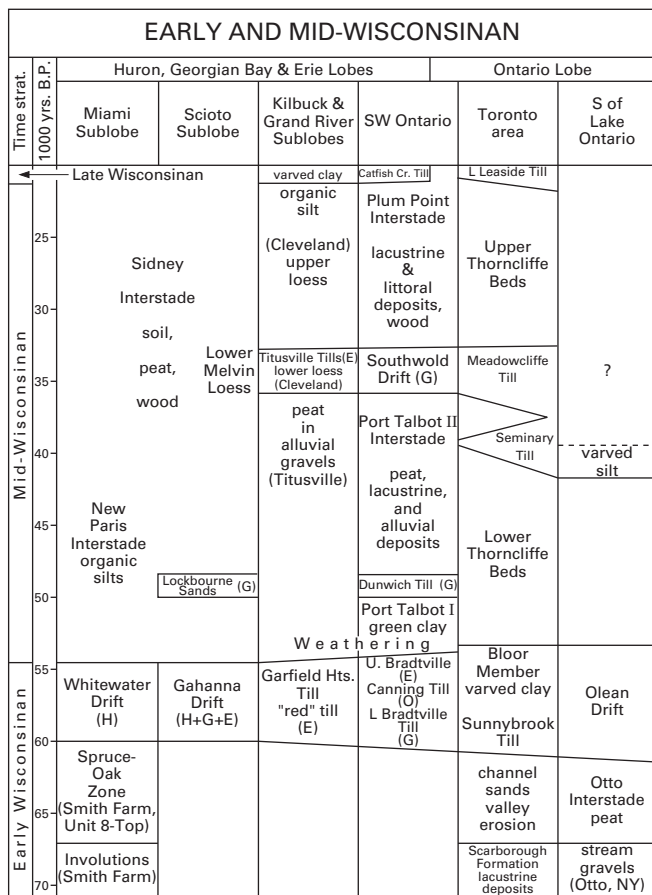 EARLY AND MID-WISCONSINAN
Time strat.
1000 yrs. B.P.
Huron, Georgian Bay & Erie Lobes
Ontario Lobe
Miami
Sublobe
Scioto
Sublobe
Kilbuck &
Grand River
Sublobes
SW Ontario
Toronto
area
S of
Lake
Ontario
Late Wisconsinan
Mid-Wisconsinan
Early Wisconsinan
25
30
35
40
45
50
55
60
65
70
Sidney
Interstade
soil,
peat,
wood
New
Paris
Interstade
organic
silts
Whitewater
Drift
(H)
Spruce-
Oak
Zone
(Smith Farm,
Unit 8-Top)
Involutions
(Smith Farm)
Lower
Melvin
Loess
Lockbourne
Sands (G)
Gahanna
Drift
(H+G+E)
varved clay
organic
silt
(Cleveland)
upper
loess
Titusville Tills(E)
lower loess
(Cleveland)
peat
in
alluvial
gravels
(Titusville)
Weathering
Garfield Hts.
Till
"red" till
(E)
Catfish Cr. Till
Plum Point
Interstade
lacustrine
&
littoral
deposits,
wood
Southwold
Drift (G)
Port Talbot II
Interstade
peat,
lacustrine,
and
alluvial
deposits
Dunwich Till (G)
Port Talbot I
green clay
U. Bradtville
(E)
Canning Till
(O)
L Bradtville
Till
(G)
L Leaside Till
Upper
Thorncliffe
Beds
Meadowcliffe
Till
Seminary
Till
Lower
Thorncliffe
Beds
Bloor
Member
varved clay
Sunnybrook
Till
channel
sands
valley
erosion
Scarborough
Formation
lacustrine
deposits
?
varved
silt
Olean
Drift
Otto
Interstade
peat
stream
gravels
(Otto, NY)